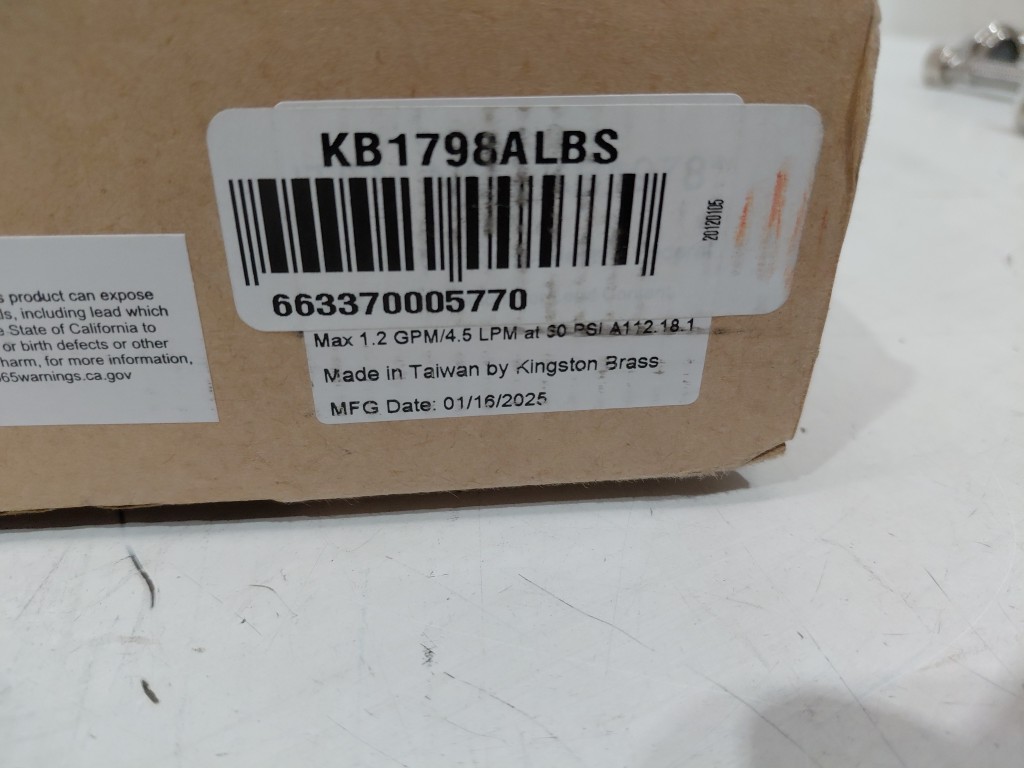 KB1798ALBS
20120105
663370005770
Max 1.2 GPM/4.5 LPM at 60 PSI A112.18.1
Made in Taiwan by Kingston Brass
MFG Date: 01/16/2025
product can expose
including lead which
State of California to
or birth defects or other
harm, for more information,
65warnings.ca.gov